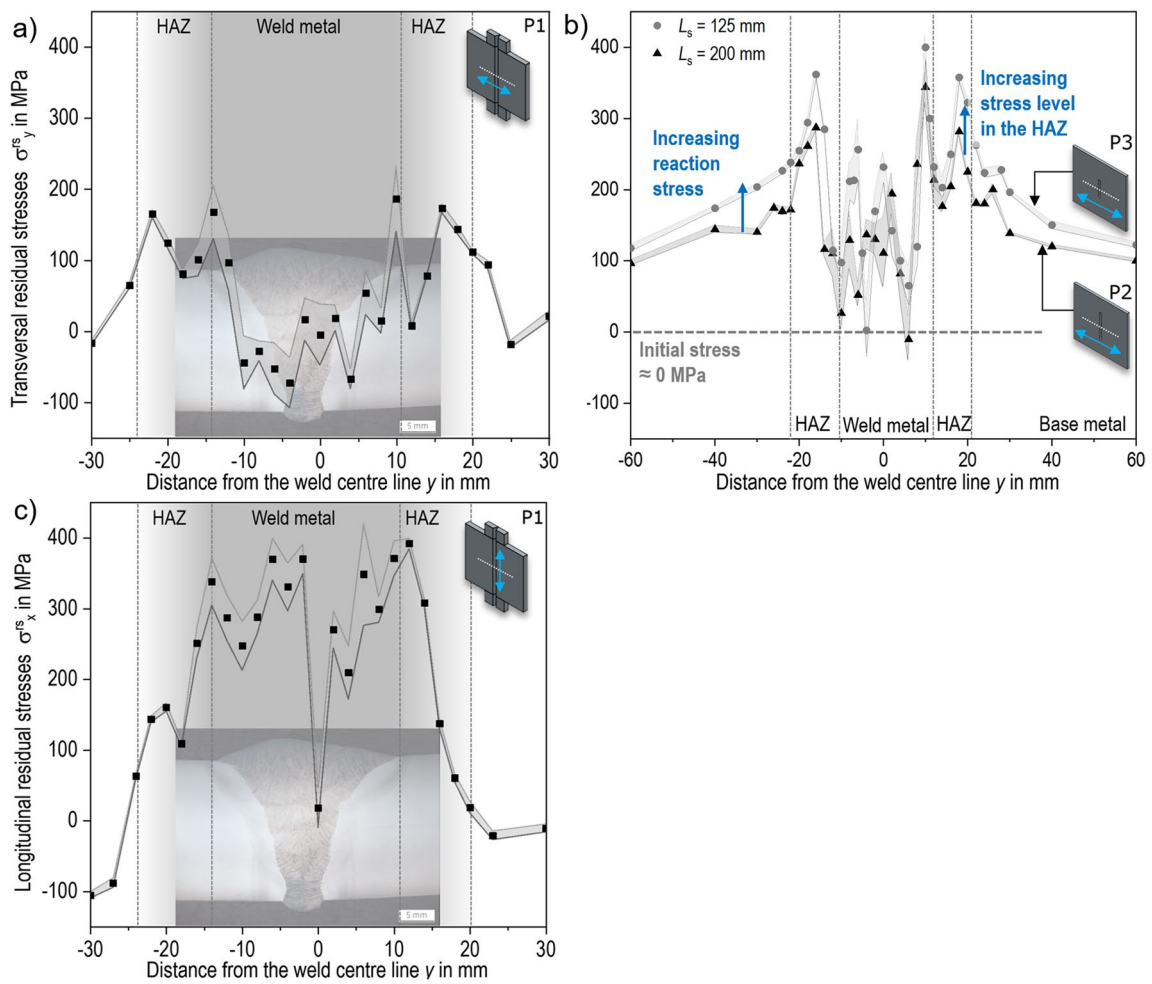 a)
HAZ
Weld metal
HAZ
P1
Transversal residual stresses σʳˢᵧ in MPa
400
300
200
100
0
-100
5 mm
-30
-20
-10
0
10
20
30
Distance from the weld centre line y in mm
b)
Lₛ = 125 mm
Lₛ = 200 mm
400
300
200
100
0
-100
Increasing
reaction
stress
Increasing
stress level
in the HAZ
P3
P2
Initial stress
≈ 0 MPa
HAZ
Weld metal
HAZ
Base metal
-60
-40
-20
0
20
40
60
Distance from the weld centre line y in mm
c)
HAZ
Weld metal
HAZ
P1
Longitudinal residual stresses σʳˢₓ in MPa
400
300
200
100
0
-100
5 mm
-30
-20
-10
0
10
20
30
Distance from the weld centre line y in mm